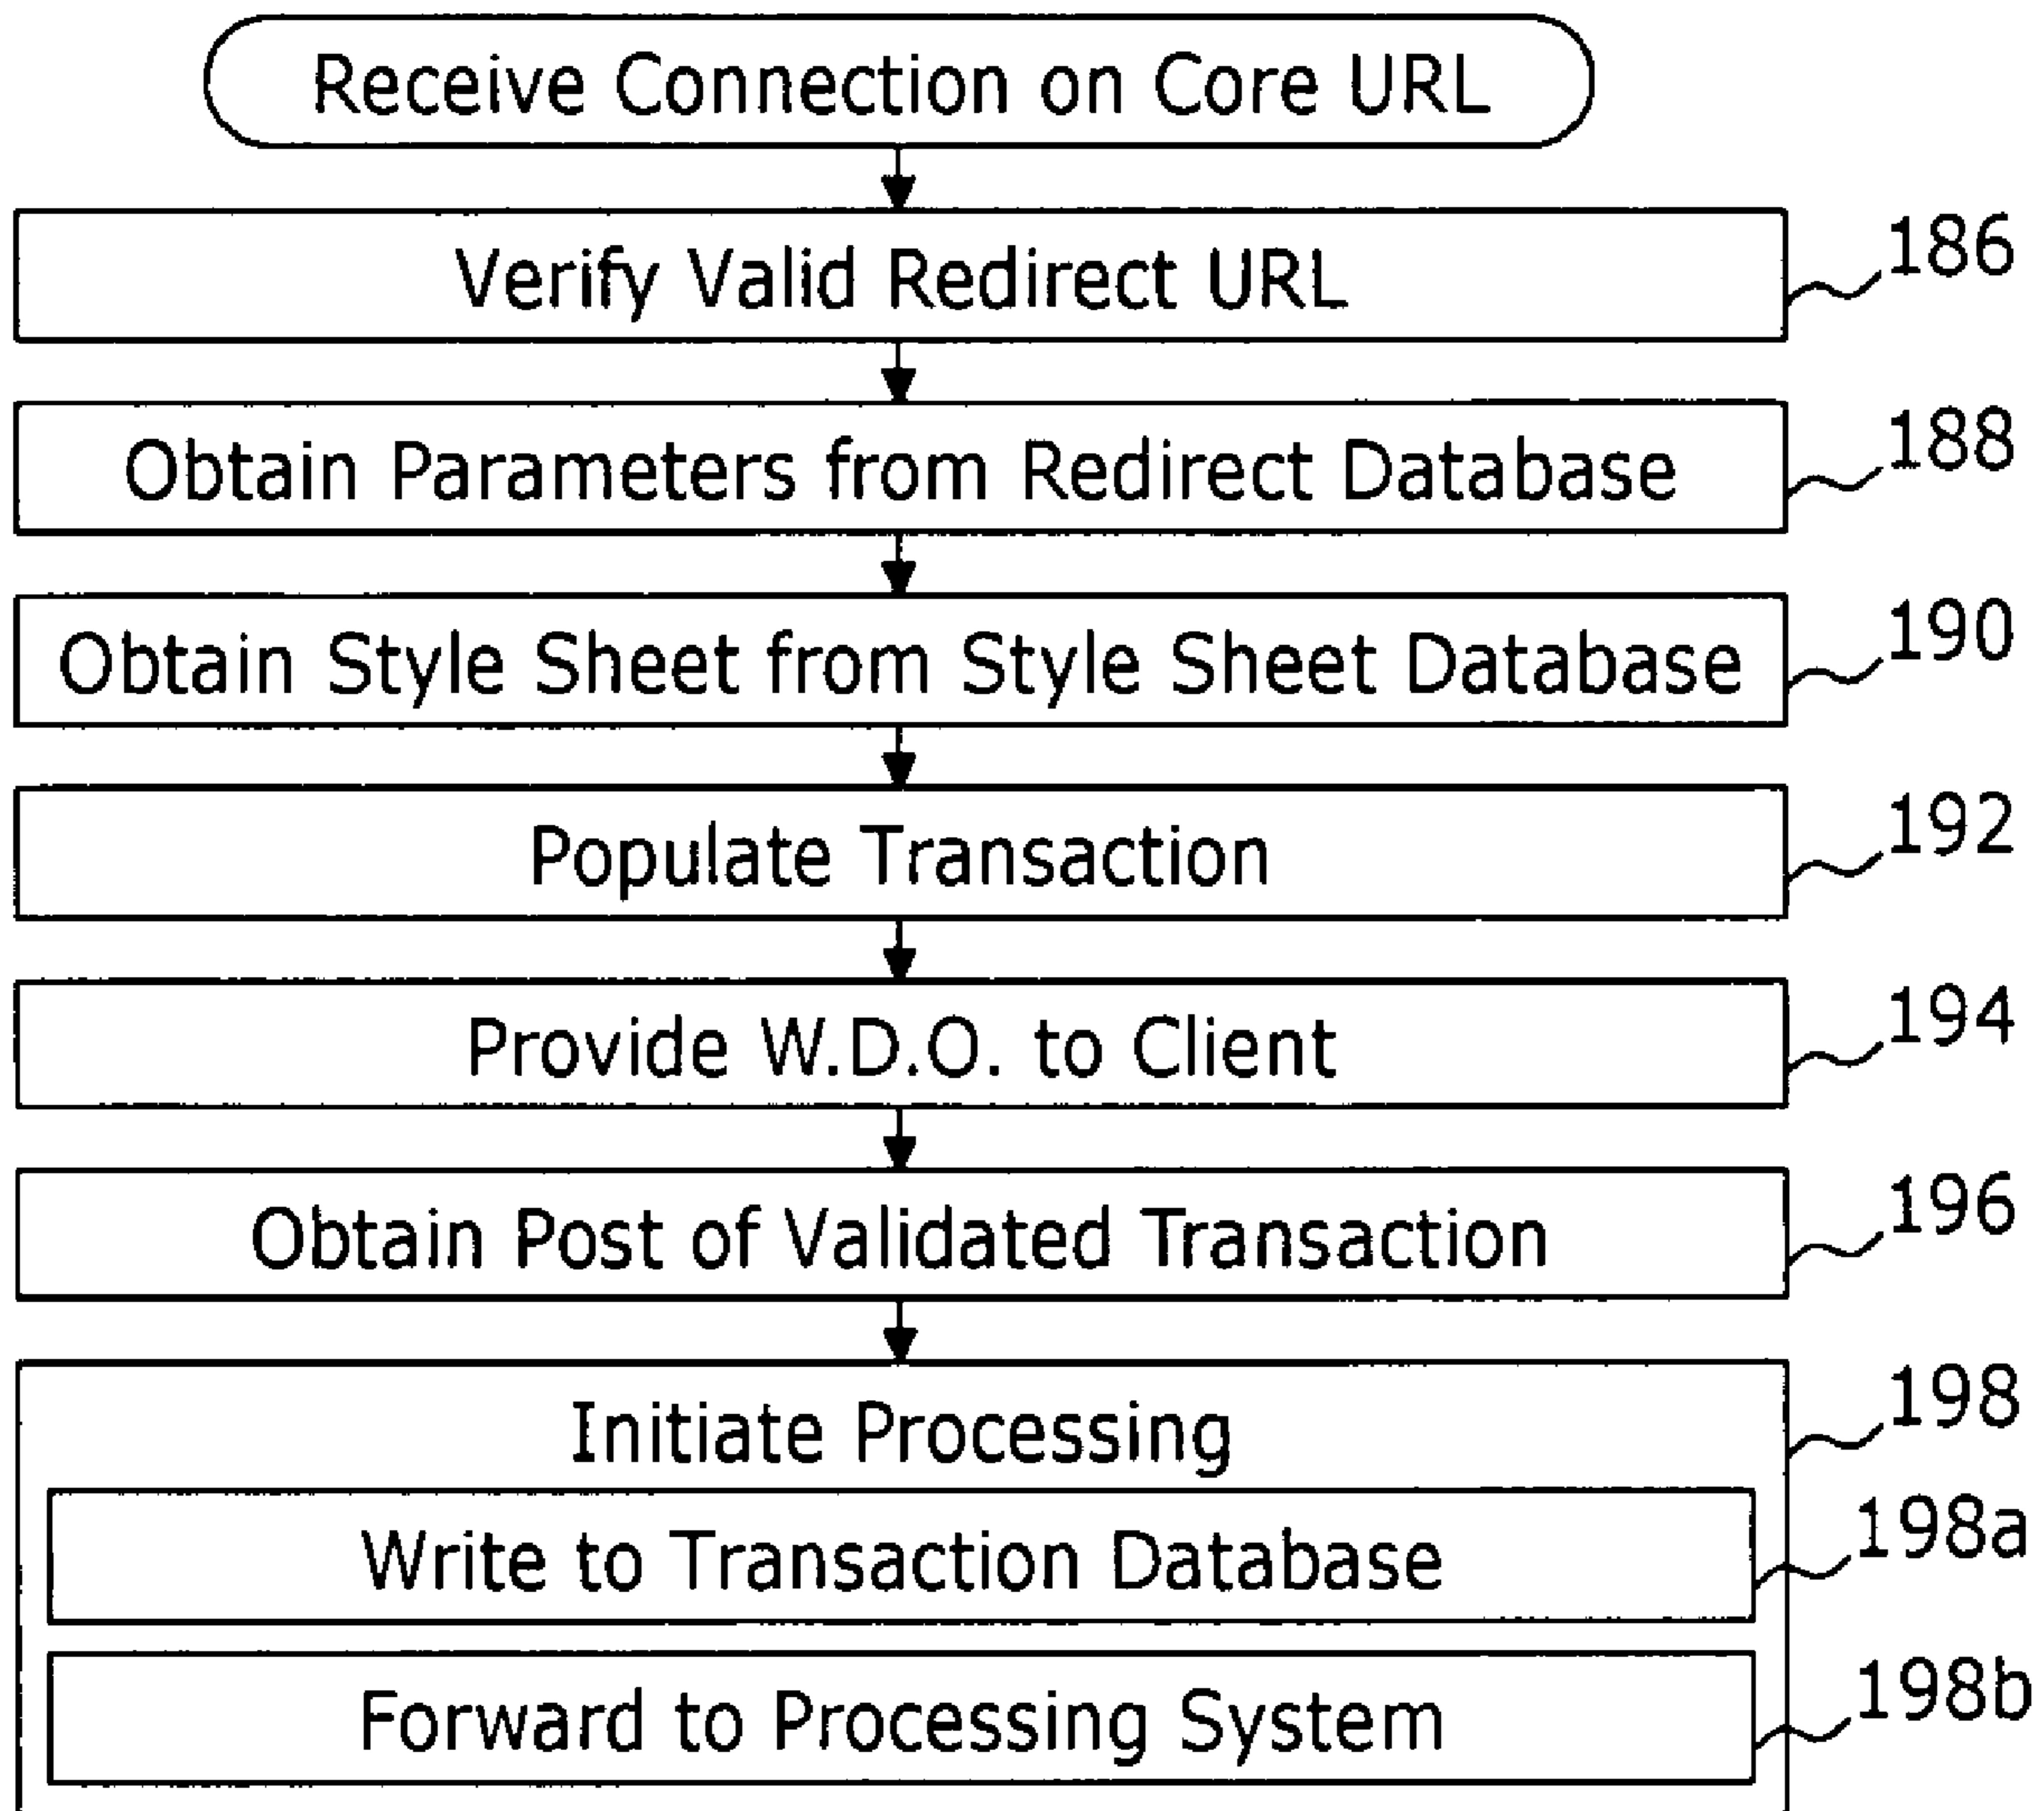 Receive Connection on Core URL
Verify Valid Redirect URL
186
Obtain Parameters from Redirect Database
188
Obtain Style Sheet from Style Sheet Database
190
Populate Transaction
192
Provide W.D.O. to Client
194
Obtain Post of Validated Transaction
196
Initiate Processing
198
Write to Transaction Database
198a
Forward to Processing System
198b